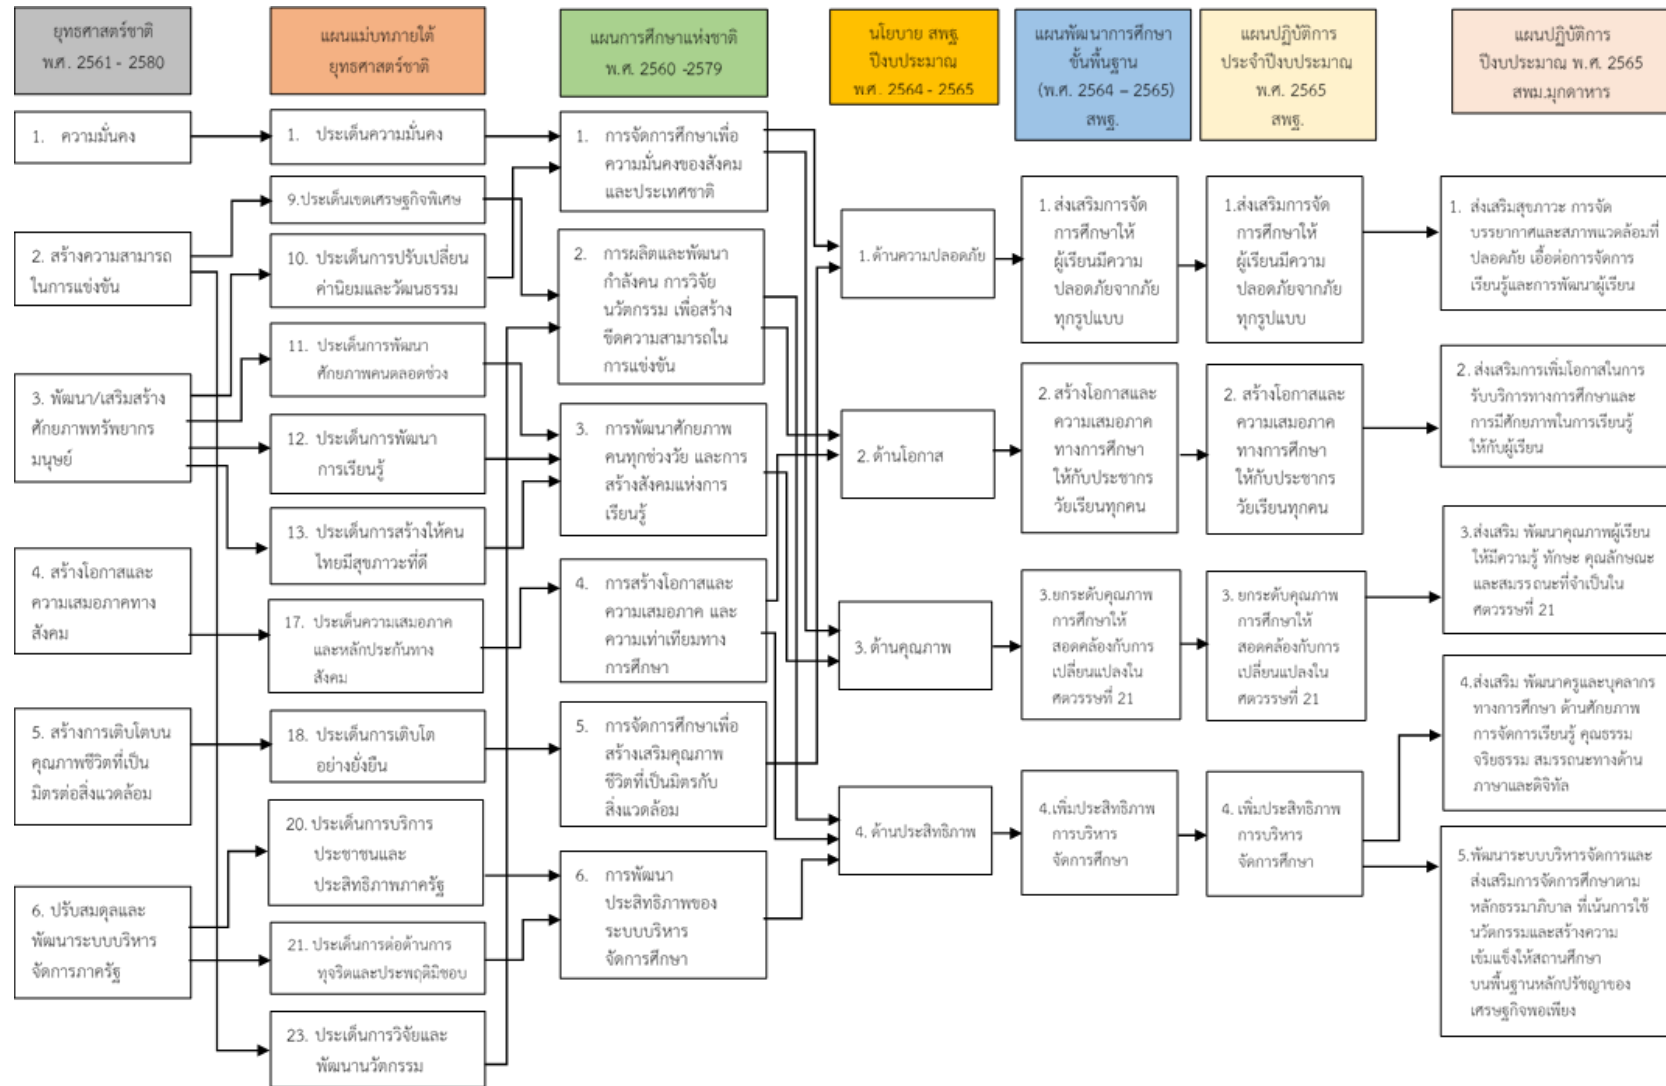 ยุทธศาสตร์ชาติ
พ.ศ. 2561 - 2580
แผนแม่บทภายใต้
ยุทธศาสตร์ชาติ
แผนการศึกษาแห่งชาติ
พ.ศ. 2560 -2579
นโยบาย สพฐ
ปีงบประมาณ
พ.ศ. 2564 - 2565
แผนพัฒนาการศึกษา
ขั้นพื้นฐาน
(พ.ศ. 2564 – 2565)
สพฐ.
แผนปฏิบัติการ
ประจำปีงบประมาณ
พ.ศ. 2565
สพฐ.
แผนปฏิบัติการ
ปีงบประมาณ พ.ศ. 2565
สพม.มุกดาหาร
1. ความมั่นคง
2. สร้างความสามารถ
ในการแข่งขัน
3. พัฒนา/เสริมสร้าง
ศักยภาพทรัพยากร
มนุษย์
4. สร้างโอกาสและ
ความเสมอภาคทาง
สังคม
5. สร้างการเติบโตบน
คุณภาพชีวิตที่เป็น
มิตรต่อสิ่งแวดล้อม
6. ปรับสมดุลและ
พัฒนาระบบบริหาร
จัดการภาครัฐ
1. ประเด็นความมั่นคง
9.ประเด็นเขตเศรษฐกิจพิเศษ
10. ประเด็นการปรับเปลี่ยน
ค่านิยมและวัฒนธรรม
11. ประเด็นการพัฒนา
ศักยภาพคนตลอดช่วง
12. ประเด็นการพัฒนา
การเรียนรู้
13. ประเด็นการสร้างให้คน
ไทยมีสุขภาวะที่ดี
17. ประเด็นความเสมอภาค
และหลักประกันทาง
สังคม
18. ประเด็นการเติบโต
อย่างยั่งยืน
20. ประเด็นการบริการ
ประชาชนและ
ประสิทธิภาพภาครัฐ
21. ประเด็นการต่อต้านการ
ทุจริตและประพฤติมิชอบ
23. ประเด็นการวิจัยและ
พัฒนานวัตกรรม
1. การจัดการศึกษาเพื่อ
ความมั่นคงของสังคม
และประเทศชาติ
2. การผลิตและพัฒนา
กำลังคน การวิจัย
นวัตกรรม เพื่อสร้าง
ขีดความสามารถใน
การแข่งขัน
3. การพัฒนาศักยภาพ
คนทุกช่วงวัย และการ
สร้างสังคมแห่งการ
เรียนรู้
4. การสร้างโอกาสและ
ความเสมอภาค และ
ความเท่าเทียมทาง
การศึกษา
5. การจัดการศึกษาเพื่อ
สร้างเสริมคุณภาพ
ชีวิตที่เป็นมิตรกับ
สิ่งแวดล้อม
6. การพัฒนา
ประสิทธิภาพของ
ระบบบริหาร
จัดการศึกษา
1. ด้านความปลอดภัย
2. ด้านโอกาส
3. ด้านคุณภาพ
4. ด้านประสิทธิภาพ
1. ส่งเสริมการจัด
การศึกษาให้
ผู้เรียนมีความ
ปลอดภัยจากภัย
ทุกรูปแบบ
2. สร้างโอกาสและ
ความเสมอภาค
ทางการศึกษา
ให้กับประชากร
วัยเรียนทุกคน
3.ยกระดับคุณภาพ
การศึกษาให้
สอดคล้องกับการ
เปลี่ยนแปลงใน
ศตวรรษที่ 21
4.เพิ่มประสิทธิภาพ
การบริหาร
จัดการศึกษา
1.ส่งเสริมการจัด
การศึกษาให้
ผู้เรียนมีความ
ปลอดภัยจากภัย
ทุกรูปแบบ
2. สร้างโอกาสและ
ความเสมอภาค
ทางการศึกษา
ให้กับประชากร
วัยเรียนทุกคน
3. ยกระดับคุณภาพ
การศึกษาให้
สอดคล้องกับการ
เปลี่ยนแปลงใน
ศตวรรษที่ 21
4. เพิ่มประสิทธิภาพ
การบริหาร
จัดการศึกษา
1. ส่งเสริมสุขภาวะ การจัด
บรรยากาศและสภาพแวดล้อมที่
ปลอดภัย เอื้อต่อการจัดการ
เรียนรู้และการพัฒนาผู้เรียน
2. ส่งเสริมการเพิ่มโอกาสในการ
รับบริการทางการศึกษาและ
การมีศักยภาพในการเรียนรู้
ให้กับผู้เรียน
3.ส่งเสริม พัฒนาคุณภาพผู้เรียน
ให้มีความรู้ ทักษะ คุณลักษณะ
และสมรรถนะที่จำเป็นใน
ศตวรรษที่ 21
4.ส่งเสริม พัฒนาครูและบุคลากร
ทางการศึกษา ด้านศักยภาพ
การจัดการเรียนรู้ คุณธรรม
จริยธรรม สมรรถนะทางด้าน
ภาษาและดิจิทัล
5.พัฒนาระบบบริหารจัดการและ
ส่งเสริมการจัดการศึกษาตาม
หลักธรรมาภิบาล ที่เน้นการใช้
นวัตกรรมและสร้างความ
เข้มแข็งให้สถานศึกษา
บนพื้นฐานหลักปรัชญาของ
เศรษฐกิจพอเพียง